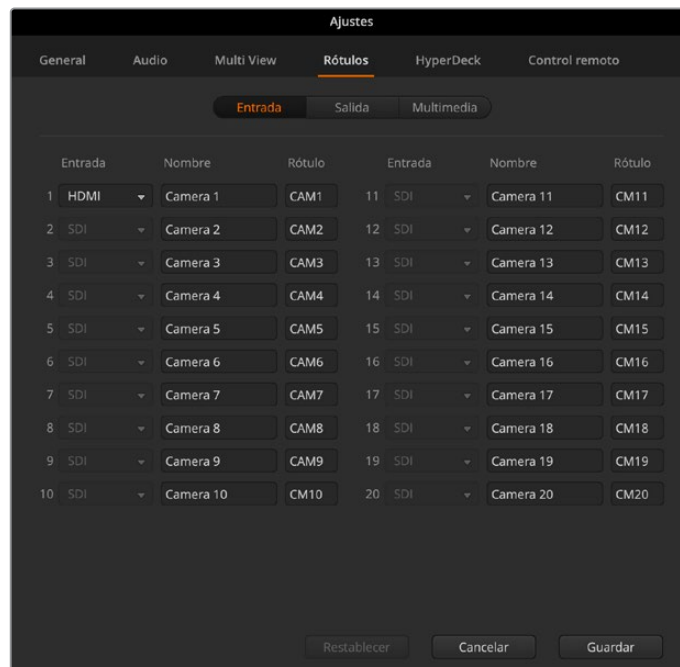 Ajustes
General Audio Multi View Rótulos HyperDeck Control remoto
Entrada Salida Multimedia
Entrada Nombre Rótulo Entrada Nombre Rótulo
1 HDMI Camera 1 CAM1 11 SDI Camera 11 CM11
2 SDI Camera 2 CAM2 12 SDI Camera 12 CM12
3 SDI Camera 3 CAM3 13 SDI Camera 13 CM13
4 SDI Camera 4 CAM4 14 SDI Camera 14 CM14
5 SDI Camera 5 CAM5 15 SDI Camera 15 CM15
6 SDI Camera 6 CAM6 16 SDI Camera 16 CM16
7 SDI Camera 7 CAM7 17 SDI Camera 17 CM17
8 SDI Camera 8 CAM8 18 SDI Camera 18 CM18
9 SDI Camera 9 CAM9 19 SDI Camera 19 CM19
10 SDI Camera 10 CM10 20 SDI Camera 20 CM20
Restablecer Cancelar Guardar